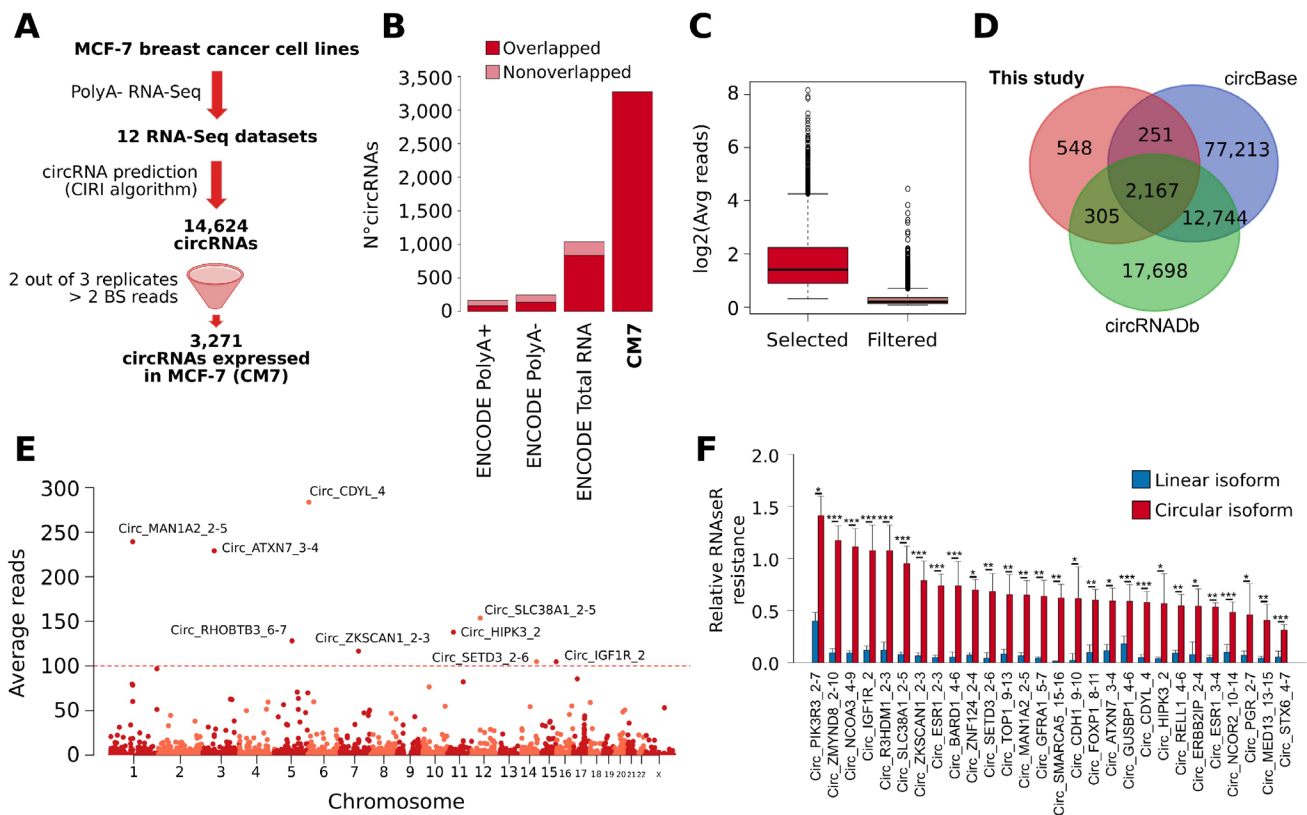 A
MCF-7 breast cancer cell lines
PolyA- RNA-Seq
12 RNA-Seq datasets
circRNA prediction
(CIRI algorithm)
14,624
circRNAs
2 out of 3 replicates
> 2 BS reads
3,271
circRNAs expressed
in MCF-7 (CM7)
B
Overlapped
Nonoverlapped
N°circRNAs
3,500
3,000
2,500
2,000
1,500
1,000
500
0
ENCODE PolyA+
ENCODE PolyA-
ENCODE Total RNA
CM7
C
log2(Avg reads)
8
6
4
2
0
Selected
Filtered
D
This study
circBase
548
251
77,213
2,167
305
12,744
17,698
circRNADb
E
Average reads
300
250
200
150
100
50
0
Circ_CDYL_4
Circ_MAN1A2_2-5
Circ_ATXN7_3-4
Circ_SLC38A1_2-5
Circ_RHOBTB3_6-7
Circ_ZKSCAN1_2-3
Circ_HIPK3_2
Circ_SETD3_2-6
Circ_IGF1R_2
1 2 3 4 5 6 7 8 9 10 11 12 13 14 15 16 17 18 19 20 21 22 X
Chromosome
F
Relative RNAseR
resistance
2.0
1.5
1.0
0.5
0.0
Linear isoform
Circular isoform
* *** *** *** *** *** *** *** *** * ** ** ** ** ** * ** * *** *** * ** * ** *** * ** ***
Circ_PIK3R3_2-7
Circ_ZMYND8_2-10
Circ_NCOA3_4-9
Circ_IGF1R_2
Circ_R3HDM1_2-3
Circ_SLC38A1_2-5
Circ_ZKSCAN1_2-3
Circ_ESR1_2-3
Circ_BARD1_4-6
Circ_ZNF124_2-4
Circ_SETD3_2-6
Circ_TOP1_9-13
Circ_MAN1A2_2-5
Circ_GFRA1_5-7
Circ_SMARCA5_15-16
Circ_CDH1_9-10
Circ_FOXP1_8-11
Circ_ATXN7_3-4
Circ_GUSBP1_4-6
Circ_CDYL_4
Circ_HIPK3_2
Circ_RELL1_4-6
Circ_ERBB2IP_2-4
Circ_ESR1_3-4
Circ_NCOR2_10-14
Circ_PGR_2-7
Circ_MED13_13-15
Circ_STX6_4-7